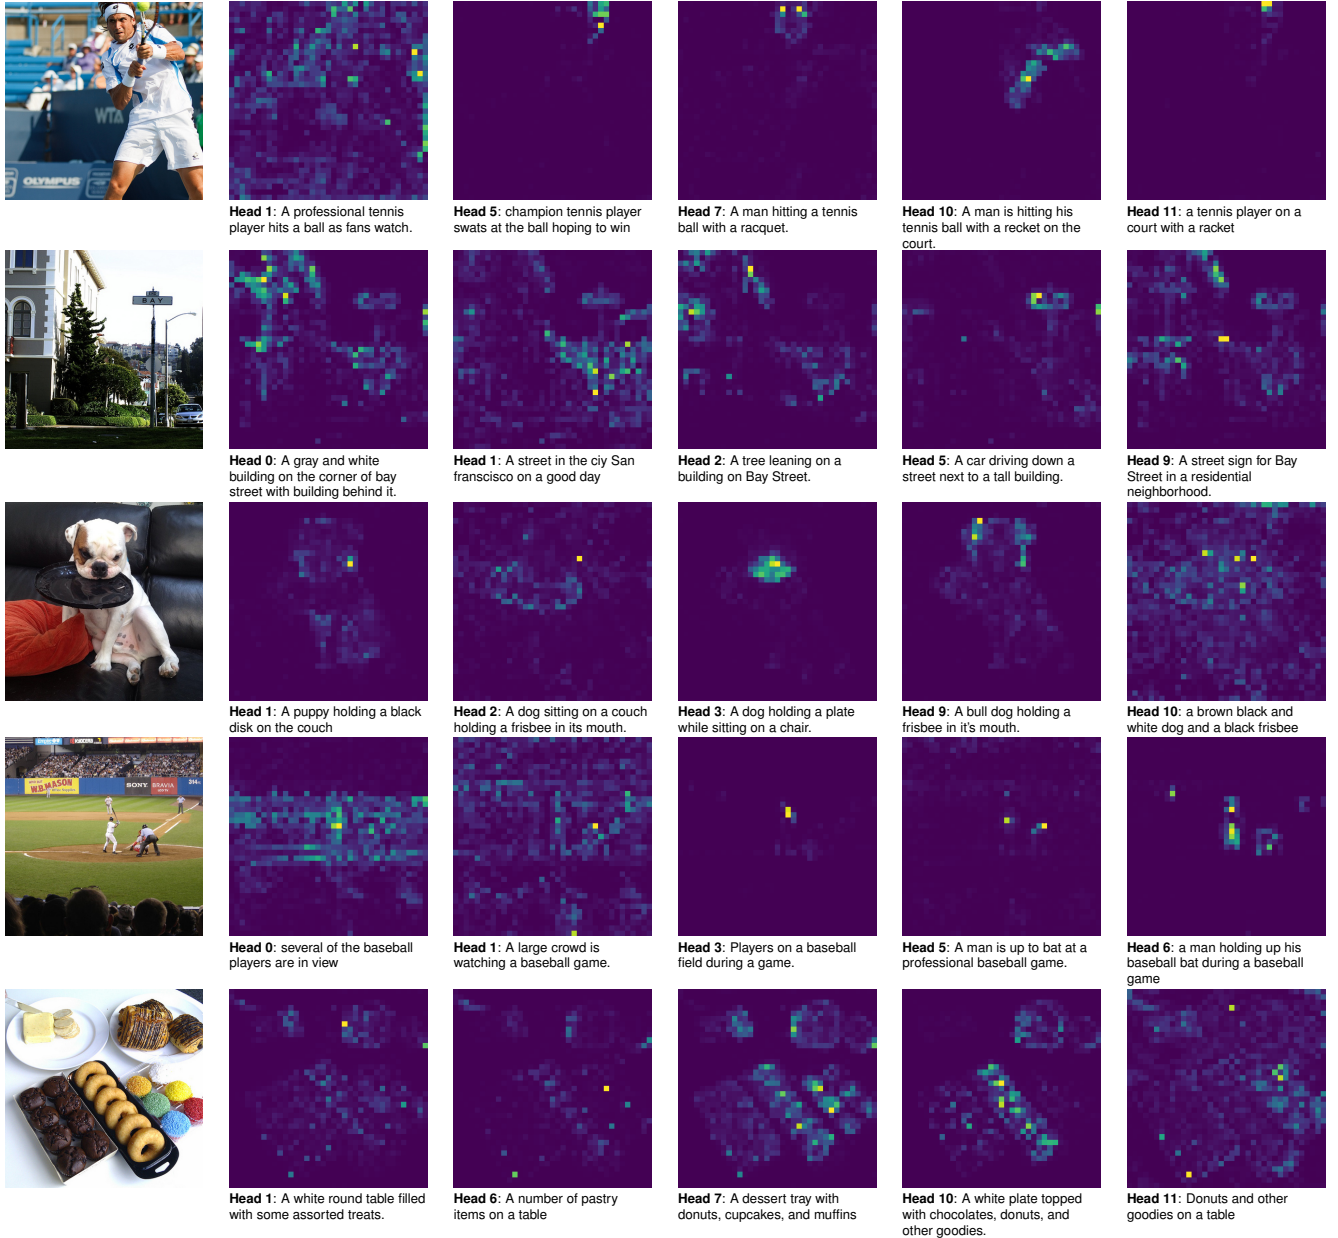 WTA
OLYMPUS
Head 1: A professional tennis
player hits a ball as fans watch.
Head 5: champion tennis player
swats at the ball hoping to win
Head 7: A man hitting a tennis
ball with a racquet.
Head 10: A man is hitting his
tennis ball with a recket on the
court.
Head 11: a tennis player on a
court with a racket
BAY
Head 0: A gray and white
building on the corner of bay
street with building behind it.
Head 1: A street in the ciy San
franscisco on a good day
Head 2: A tree leaning on a
building on Bay Street.
Head 5: A car driving down a
street next to a tall building.
Head 9: A street sign for Bay
Street in a residential
neighborhood.
Head 1: A puppy holding a black
disk on the couch
Head 2: A dog sitting on a couch
holding a frisbee in its mouth.
Head 3: A dog holding a plate
while sitting on a chair.
Head 9: A bull dog holding a
frisbee in it's mouth.
Head 10: a brown black and
white dog and a black frisbee
W.B.MASON
SONY
BRAVIA
314
Head 0: several of the baseball
players are in view
Head 1: A large crowd is
watching a baseball game.
Head 3: Players on a baseball
field during a game.
Head 5: A man is up to bat at a
professional baseball game.
Head 6: a man holding up his
baseball bat during a baseball
game
Head 1: A white round table filled
with some assorted treats.
Head 6: A number of pastry
items on a table
Head 7: A dessert tray with
donuts, cupcakes, and muffins
Head 10: A white plate topped
with chocolates, donuts, and
other goodies.
Head 11: Donuts and other
goodies on a table